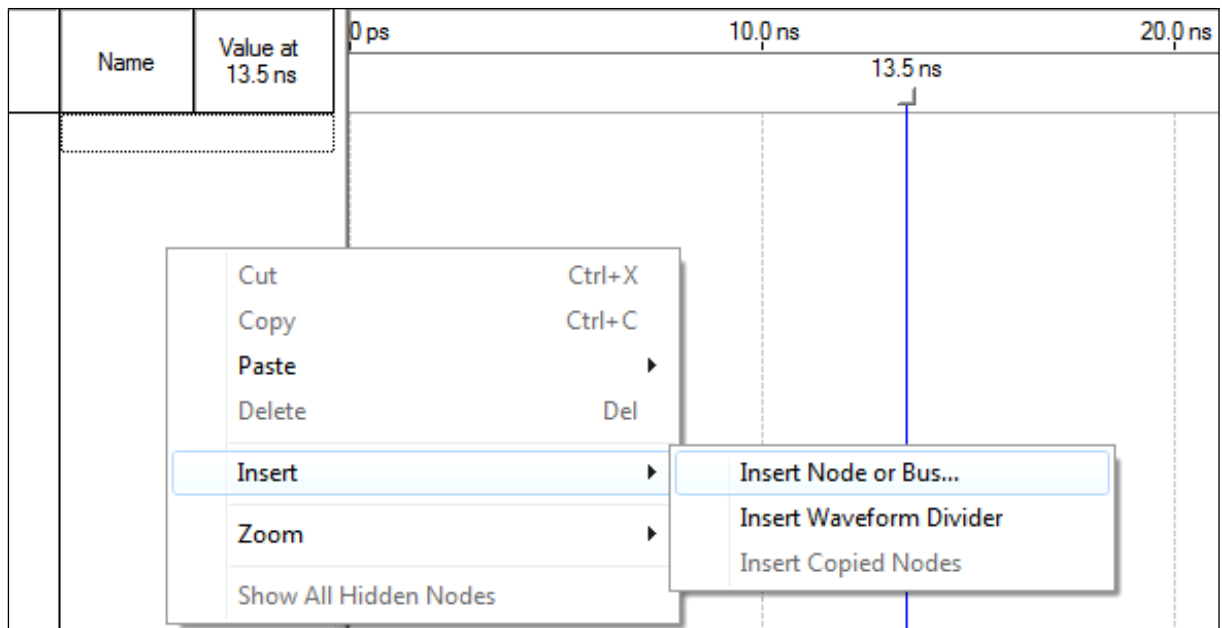 Name
Value at
13.5 ns
0 ps
10.0 ns
20.0 ns
13.5 ns
Cut Ctrl+X
Copy Ctrl+C
Paste
Delete Del
Insert
Zoom
Show All Hidden Nodes
Insert Node or Bus...
Insert Waveform Divider
Insert Copied Nodes